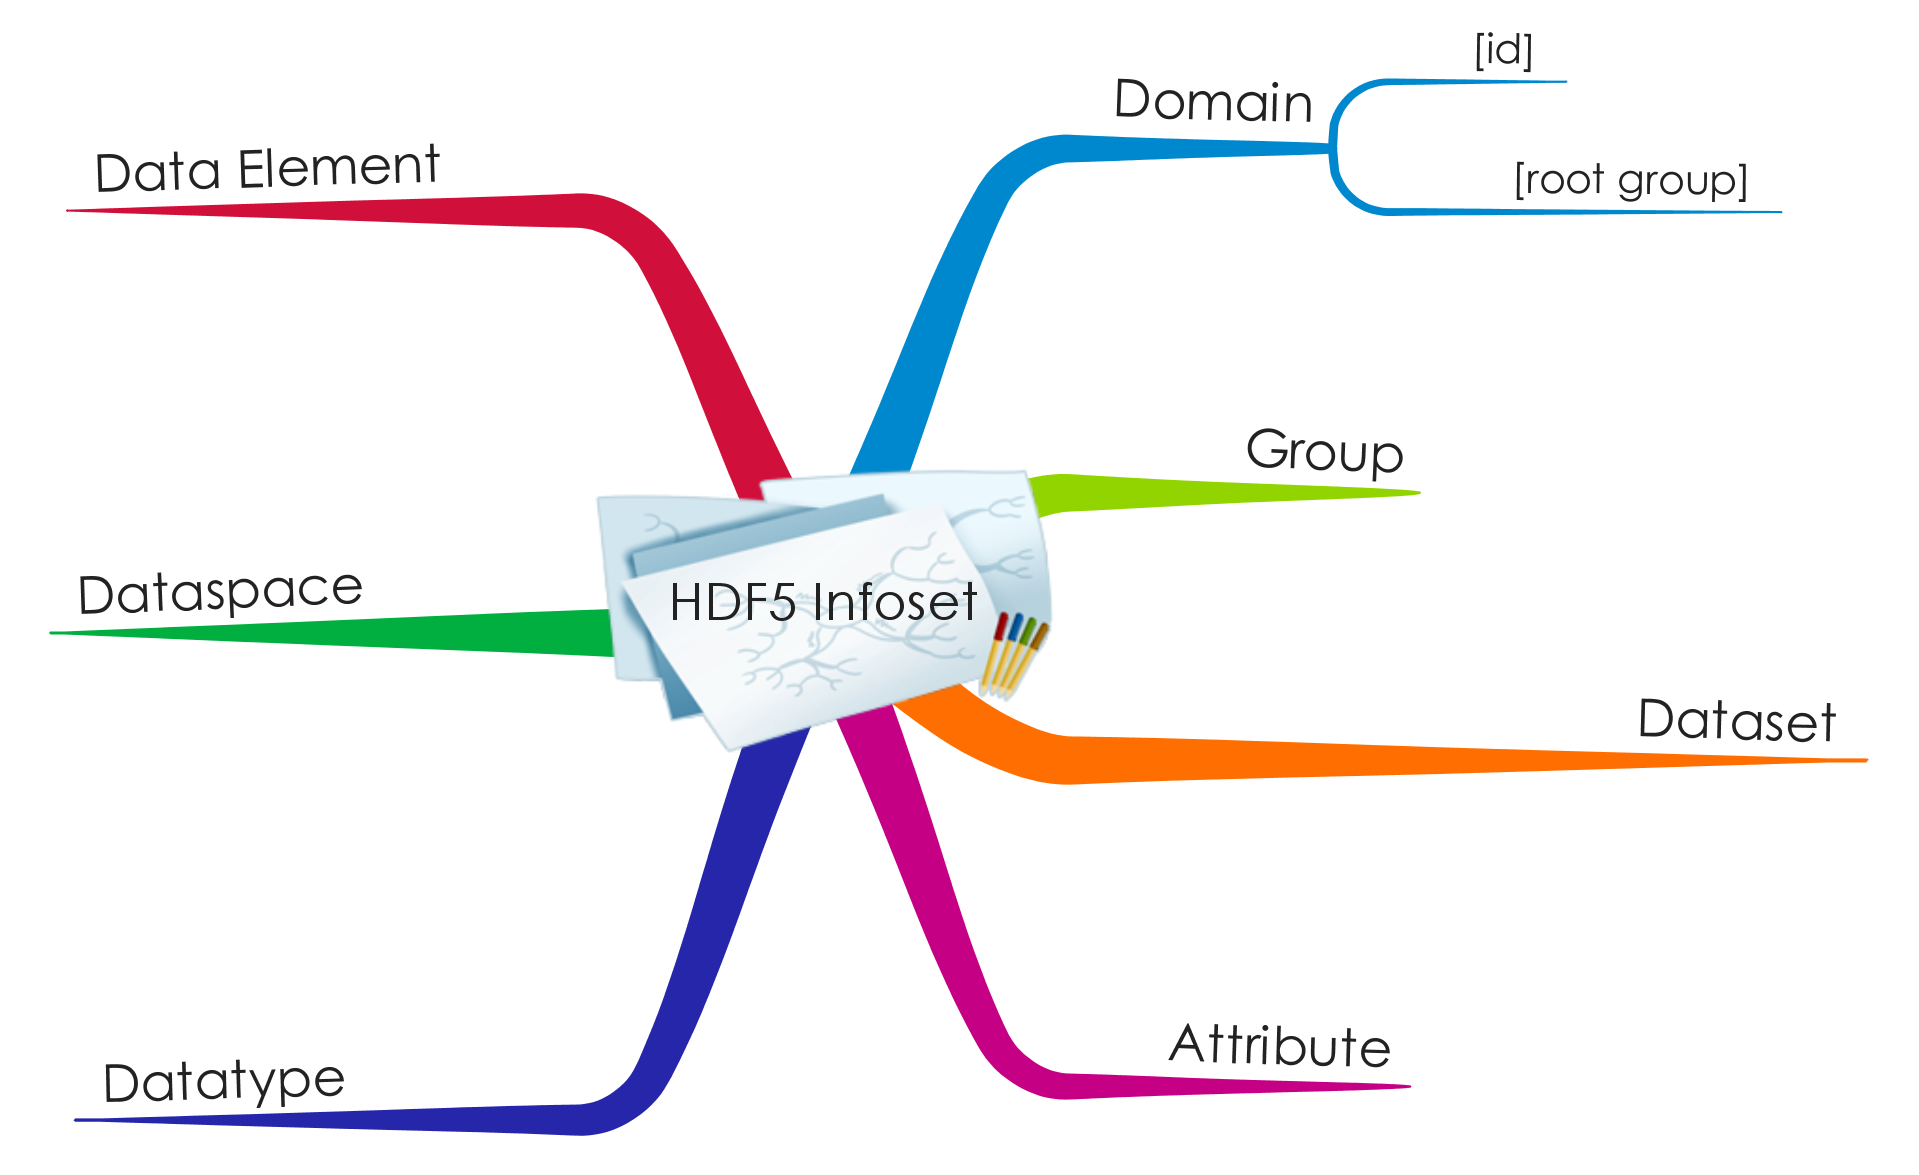 [id]
Domain
[root group]
Data Element
Group
Dataspace
HDF5 Infoset
Dataset
Attribute
Datatype